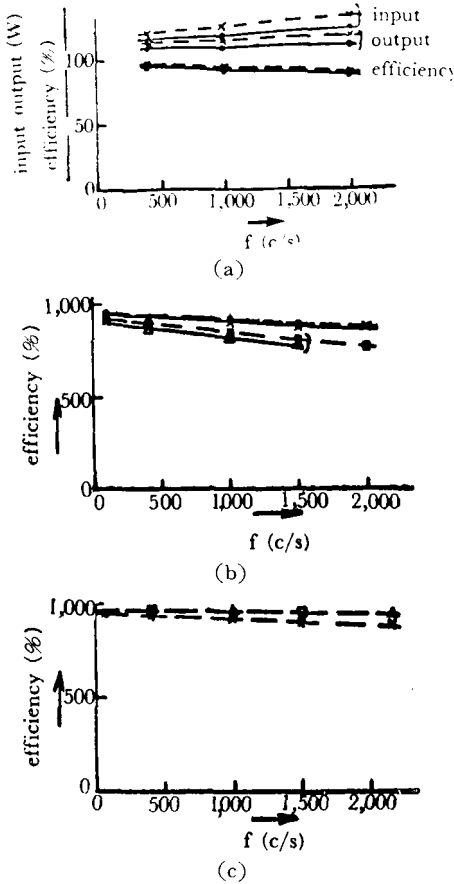 input output (W)
efficiency (%)
100
50
0
input
output
efficiency
0 500 1,000 1,500 2,000
f (c/s)
(a)
efficiency (%)
1,000
500
0
0 500 1,000 1,500 2,000
f (c/s)
(b)
efficiency (%)
1,000
500
0
0 500 1,000 1,500 2,000
f (c/s)
(c)